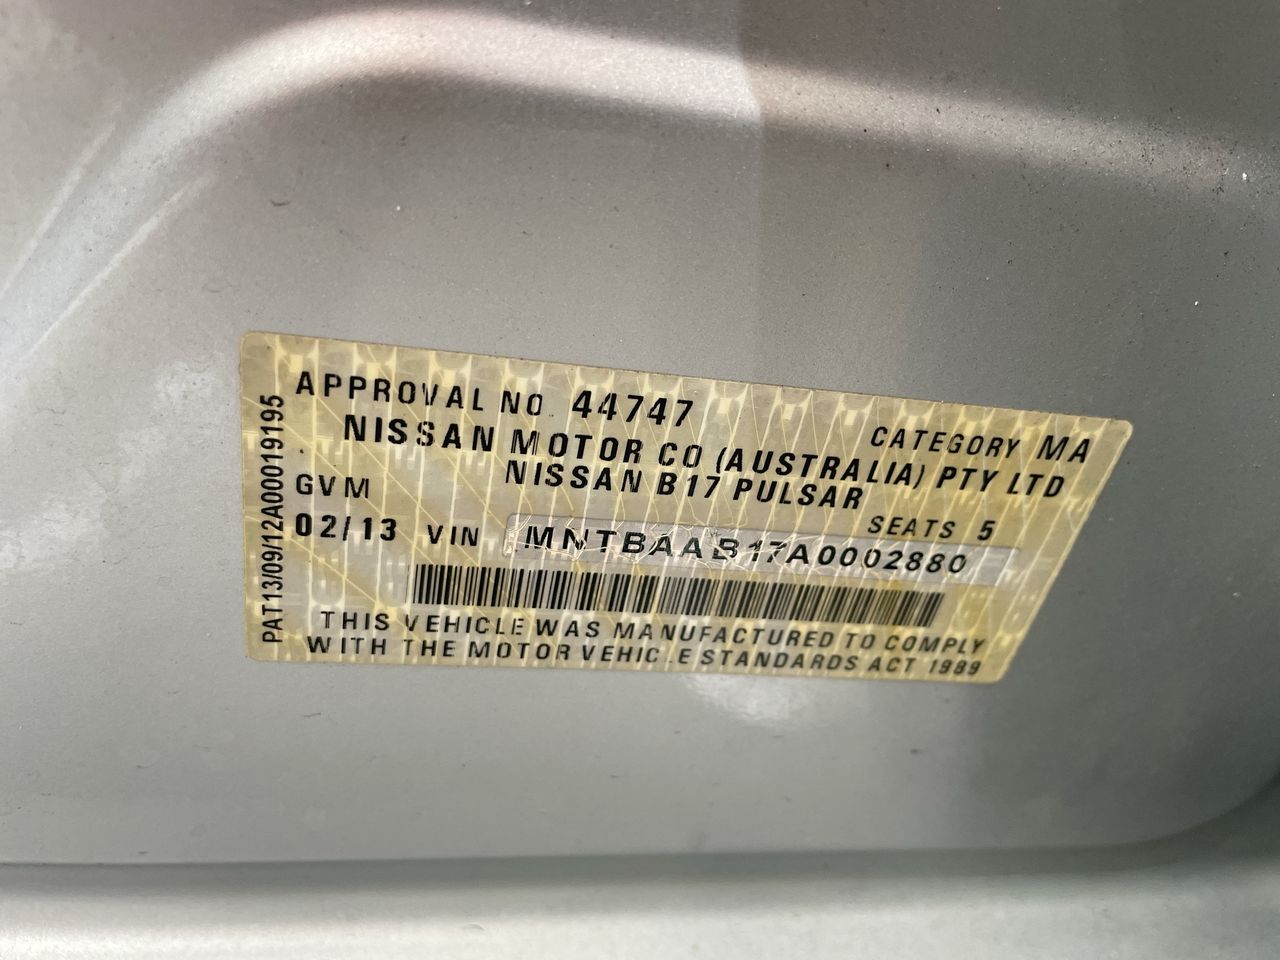 APPROVAL NO. 44747
CATEGORY MA
NISSAN MOTOR CO (AUSTRALIA) PTY LTD
NISSAN B17 PULSAR
GVM
SEATS 5
02/13 VIN MNTBAAB17A0002880
THIS VEHICLE WAS MANUFACTURED TO COMPLY
WITH THE MOTOR VEHICLE STANDARDS ACT 1989
PAT13/09/12A00019195